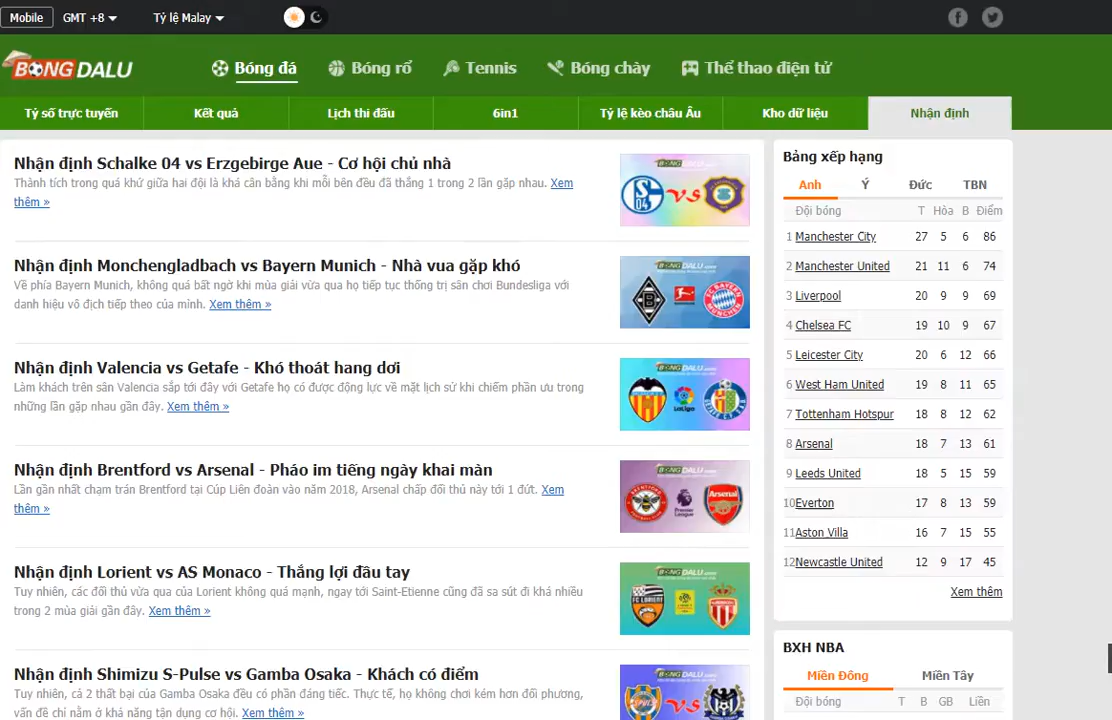 Mobile GMT +8 Tỷ lệ Malay
BONGDALU Bóng đá Bóng rổ Tennis Bóng chày Thể thao điện tử
Tỷ số trực tuyến Kết quả Lịch thi đấu 6in1 Tỷ lệ kèo châu Âu Kho dữ liệu Nhận định
Nhận định Schalke 04 vs Erzgebirge Aue - Cơ hội chủ nhà
Thành tích trong quá khứ giữa hai đội là khá cân bằng khi mỗi bên đều đã thắng 1 trong 2 lần gặp nhau. Xem
thêm »
Nhận định Monchengladbach vs Bayern Munich - Nhà vua gặp khó
Về phía Bayern Munich, không quá bất ngờ khi mùa giải vừa qua họ tiếp tục thống trị sân chơi Bundesliga với
danh hiệu vô địch tiếp theo của mình. Xem thêm »
Nhận định Valencia vs Getafe - Khó thoát hang dơi
Làm khách trên sân Valencia sắp tới đây với Getafe họ có được động lực về mặt lịch sử khi chiếm phần ưu trong
những lần gặp nhau gần đây. Xem thêm »
Nhận định Brentford vs Arsenal - Pháo im tiếng ngày khai màn
Lần gần nhất chạm trán Brentford tại Cúp Liên đoàn vào năm 2018, Arsenal chấp đối thủ này tới 1 đứt. Xem
thêm »
Nhận định Lorient vs AS Monaco - Thắng lợi đầu tay
Tuy nhiên, các đối thủ vừa qua của Lorient không quá mạnh, ngay tới Saint-Etienne cũng đã sa sút đi khá nhiều
trong 2 mùa giải gần đây. Xem thêm »
Nhận định Shimizu S-Pulse vs Gamba Osaka - Khách có điểm
Tuy nhiên, cả 2 thất bại của Gamba Osaka đều có phần đáng tiếc. Thực tế, họ không chơi kém hơn đối phương,
vấn đề chỉ nằm ở khả năng tận dụng cơ hội. Xem thêm »
Bảng xếp hạng
Anh Ý Đức TBN
Đội bóng T Hòa B Điểm
1 Manchester City 27 5 6 86
2 Manchester United 21 11 6 74
3 Liverpool 20 9 9 69
4 Chelsea FC 19 10 9 67
5 Leicester City 20 6 12 66
6 West Ham United 19 8 11 65
7 Tottenham Hotspur 18 8 12 62
8 Arsenal 18 7 13 61
9 Leeds United 18 5 15 59
10 Everton 17 8 13 59
11 Aston Villa 16 7 15 55
12 Newcastle United 12 9 17 45
Xem thêm
BXH NBA
Miền Đông Miền Tây
Đội bóng T B GB Liên